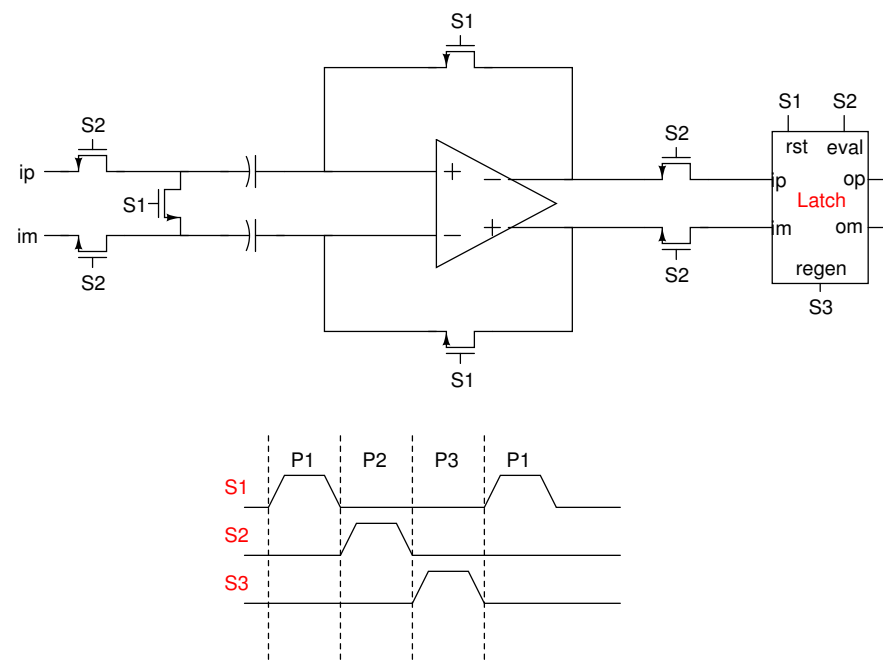 S1
S2
S2
S1 S2
rst eval
ip
+
−
ip
op
S1
Latch
im
−
+
im
om
S2
S2
regen
S3
S1
P1 P2 P3 P1
S1
S2
S3